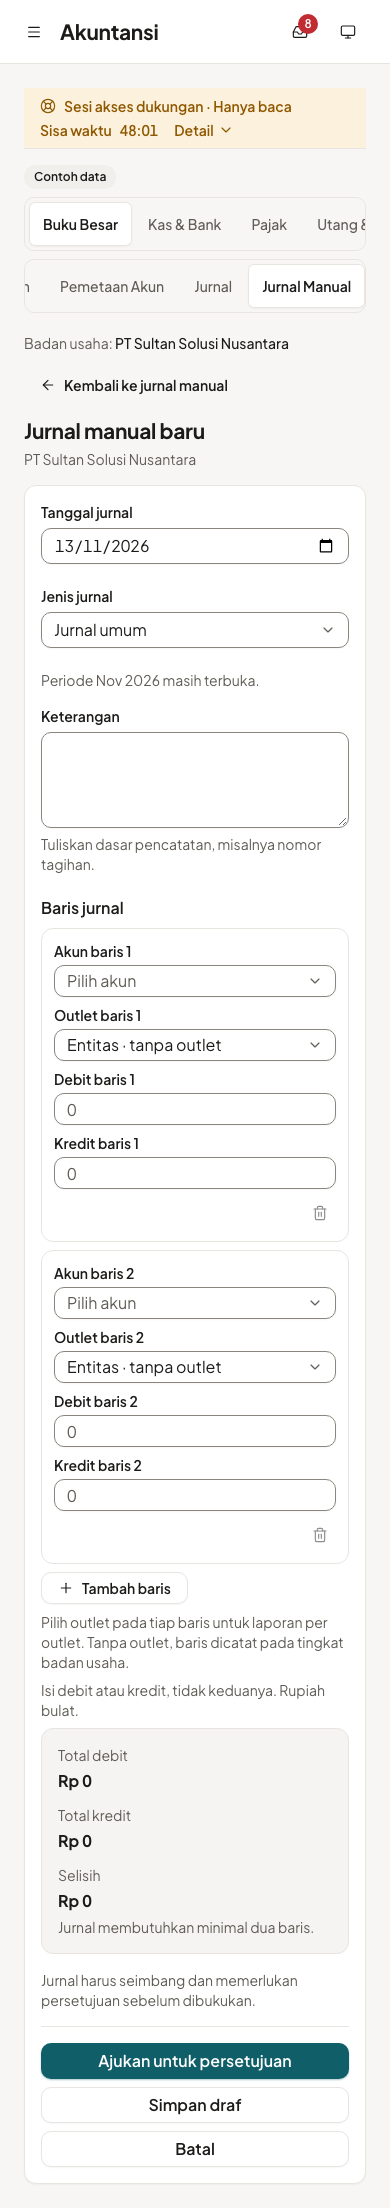 Akuntansi
8
Sesi akses dukungan · Hanya baca
Sisa waktu 48:01 Detail
Contoh data
Buku Besar Kas & Bank Pajak Utang &
Pemetaan Akun Jurnal Jurnal Manual
Badan usaha: PT Sultan Solusi Nusantara
Kembali ke jurnal manual
Jurnal manual baru
PT Sultan Solusi Nusantara
Tanggal jurnal
13/11/2026
Jenis jurnal
Jurnal umum
Periode Nov 2026 masih terbuka.
Keterangan
Tuliskan dasar pencatatan, misalnya nomor
tagihan.
Baris jurnal
Akun baris 1
Pilih akun
Outlet baris 1
Entitas · tanpa outlet
Debit baris 1
0
Kredit baris 1
0
Akun baris 2
Pilih akun
Outlet baris 2
Entitas · tanpa outlet
Debit baris 2
0
Kredit baris 2
0
Tambah baris
Pilih outlet pada tiap baris untuk laporan per
outlet. Tanpa outlet, baris dicatat pada tingkat
badan usaha.
Isi debit atau kredit, tidak keduanya. Rupiah
bulat.
Total debit
Rp 0
Total kredit
Rp 0
Selisih
Rp 0
Jurnal membutuhkan minimal dua baris.
Jurnal harus seimbang dan memerlukan
persetujuan sebelum dibukukan.
Ajukan untuk persetujuan
Simpan draf
Batal